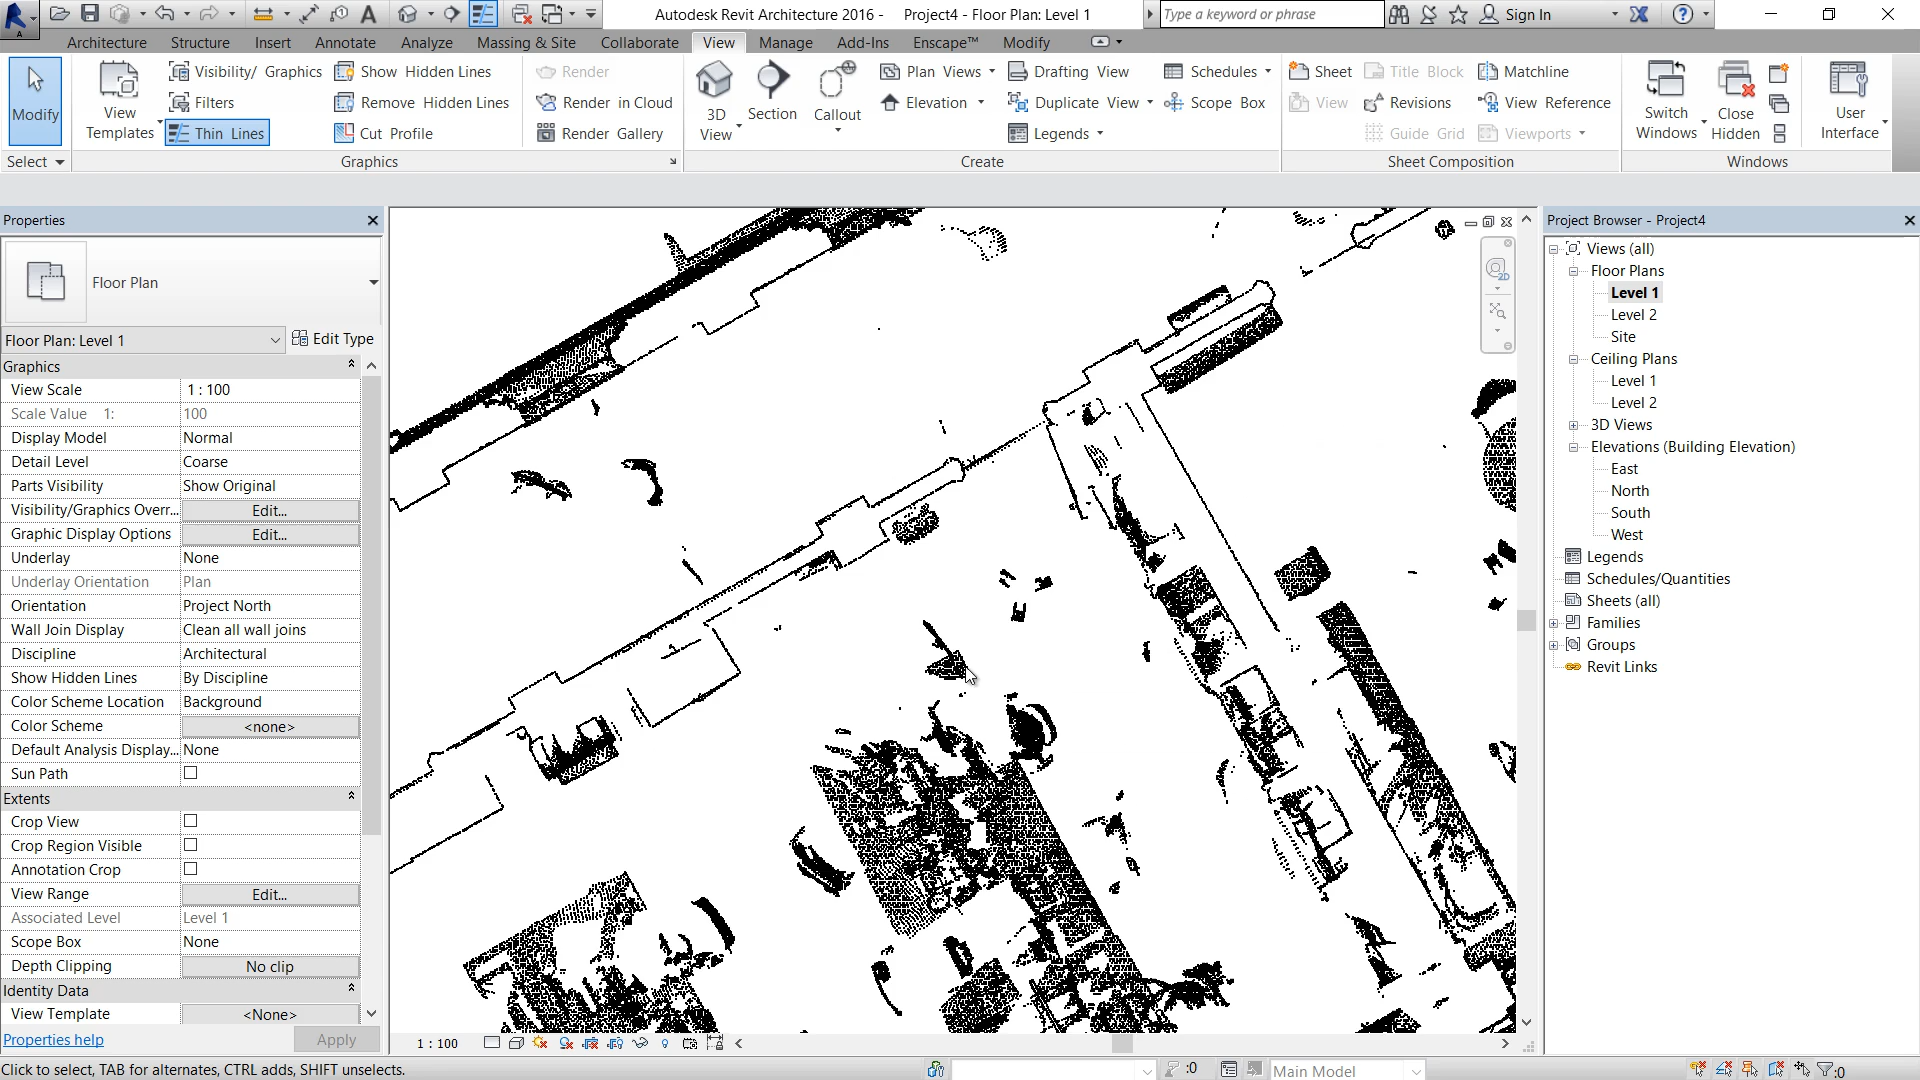 Autodesk Revit Architecture 2016 -    Project4 - Floor Plan: Level 1
Type a keyword or phrase
Sign In
Architecture Structure Insert Annotate Analyze Massing & Site Collaborate View Manage Add-Ins Enscape™ Modify
Modify
View Templates
Visibility/ Graphics
Filters
Thin Lines
Show Hidden Lines
Remove Hidden Lines
Cut Profile
Render
Render in Cloud
Render Gallery
3D View
Section
Callout
Plan Views
Elevation
Drafting View
Duplicate View
Legends
Schedules
Scope Box
Sheet
View
Title Block
Revisions
Guide Grid
Matchline
View Reference
Viewports
Switch Windows
Close Hidden
User Interface
Select
Graphics
Create
Sheet Composition
Windows
Properties
Floor Plan
Floor Plan: Level 1
Edit Type
Graphics
View Scale 1 : 100
Scale Value 1: 100
Display Model Normal
Detail Level Coarse
Parts Visibility Show Original
Visibility/Graphics Overr... Edit...
Graphic Display Options Edit...
Underlay None
Underlay Orientation Plan
Orientation Project North
Wall Join Display Clean all wall joins
Discipline Architectural
Show Hidden Lines By Discipline
Color Scheme Location Background
Color Scheme <none>
Default Analysis Display... None
Sun Path
Extents
Crop View
Crop Region Visible
Annotation Crop
View Range Edit...
Associated Level Level 1
Scope Box None
Depth Clipping No clip
Identity Data
View Template <None>
Properties help
Apply
2D
1 : 100
Project Browser - Project4
Views (all)
Floor Plans
Level 1
Level 2
Site
Ceiling Plans
Level 1
Level 2
3D Views
Elevations (Building Elevation)
East
North
South
West
Legends
Schedules/Quantities
Sheets (all)
Families
Groups
Revit Links
Click to select, TAB for alternates, CTRL adds, SHIFT unselects.
:0
Main Model
:0